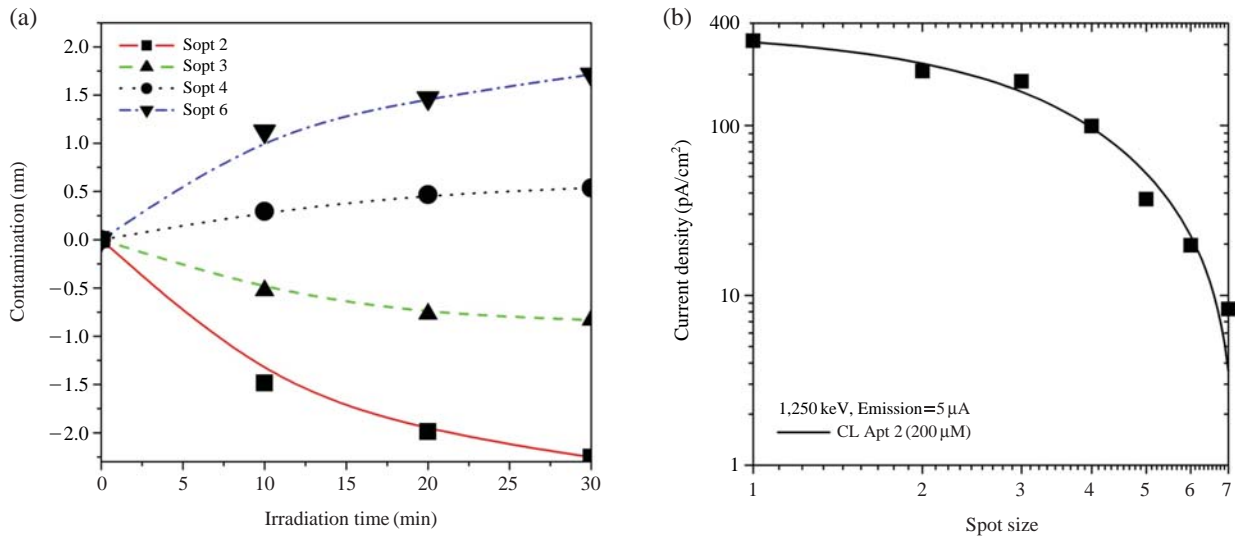 (a)
Sopt 2
Sopt 3
Sopt 4
Sopt 6
2.0
1.5
1.0
0.5
0.0
−0.5
−1.0
−1.5
−2.0
Contamination (nm)
0 5 10 15 20 25 30
Irradiation time (min)
(b)
400
100
10
1
Current density (pA/cm²)
1,250 keV, Emission=5 μA
CL Apt 2 (200 μM)
1 2 3 4 5 6 7
Spot size